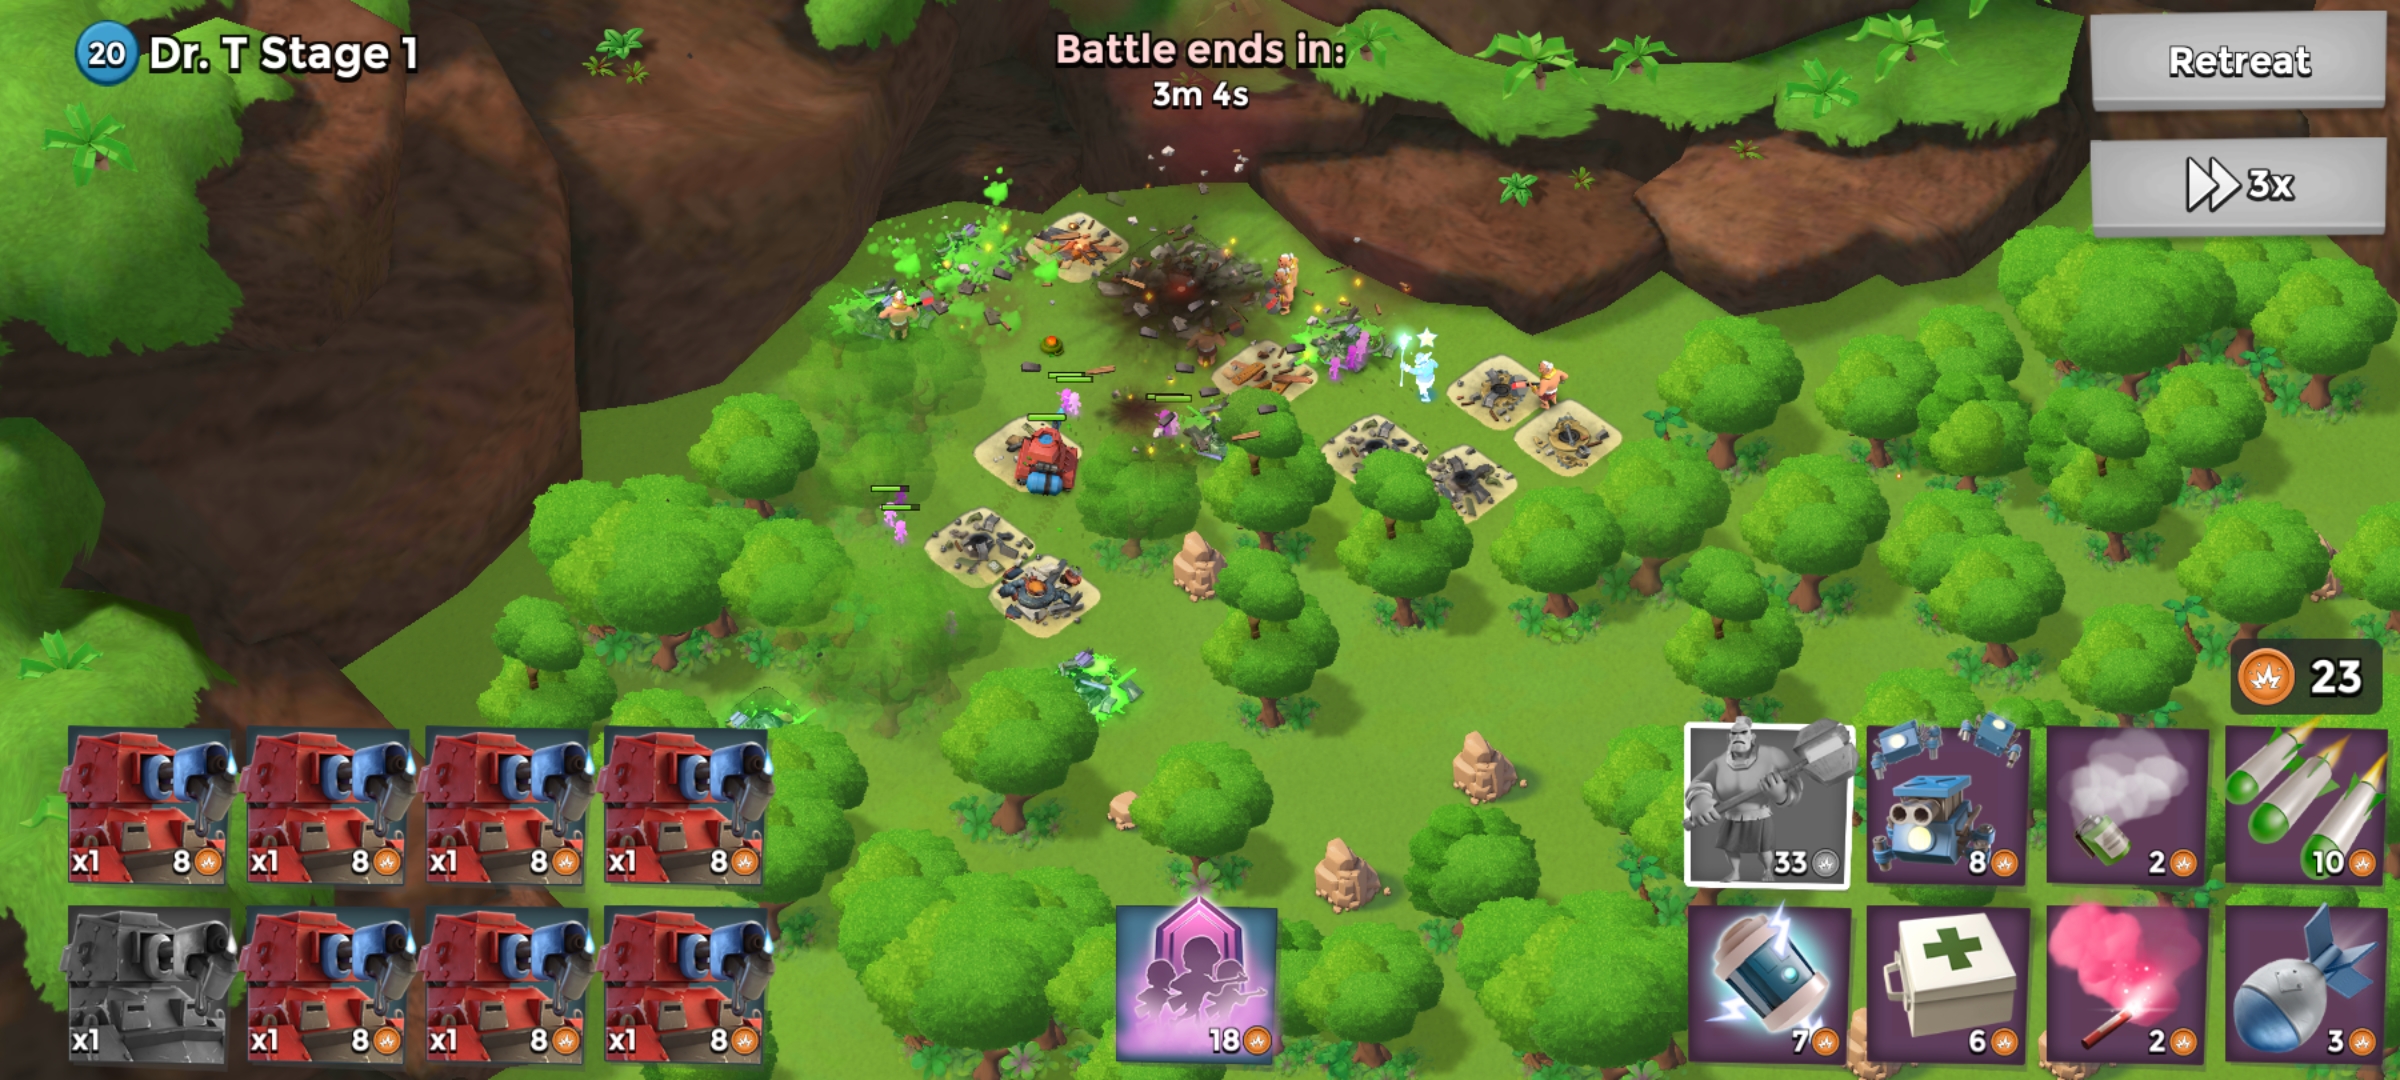 20 Dr. T Stage 1
Battle ends in:
3m 4s
Retreat
3x
23
x1 8 x1 8 x1 8 x1 8
33 8 2 10
x1 x1 8 x1 8 x1 8
18
7 6 2 3